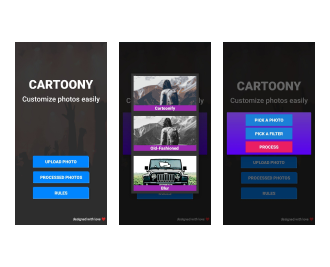 CARTOONY
Customize photos easily
UPLOAD PHOTO
PROCESSED PHOTOS
RULES
designed with love
Cartoonify
Old-Fashioned
Blur
designed with love
CARTOONY
Customize photos easily
PICK A PHOTO
PICK A FILTER
PROCESS
UPLOAD PHOTO
PROCESSED PHOTOS
RULES
designed with love